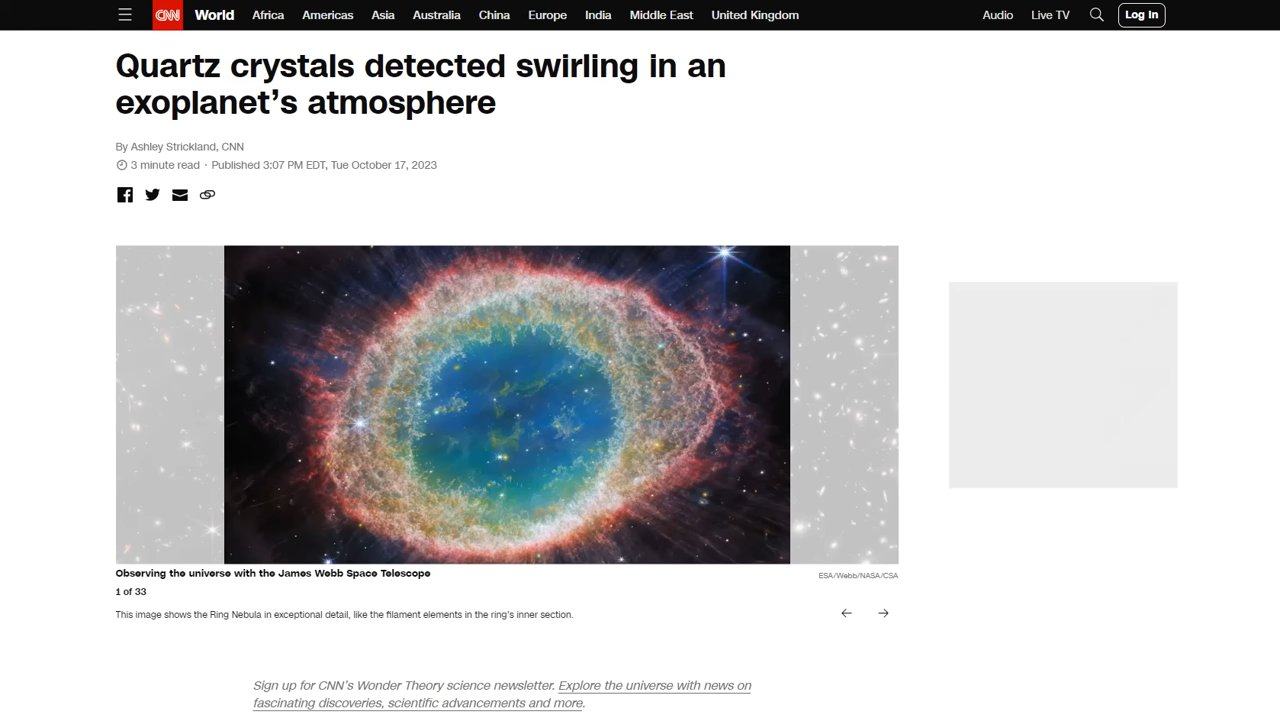 CNN World Africa Americas Asia Australia China Europe India Middle East United Kingdom Audio Live TV Log In
Quartz crystals detected swirling in an
exoplanet’s atmosphere
By Ashley Strickland, CNN
3 minute read · Published 3:07 PM EDT, Tue October 17, 2023
Observing the universe with the James Webb Space Telescope
ESA/Webb/NASA/CSA
1 of 33
This image shows the Ring Nebula in exceptional detail, like the filament elements in the ring’s inner section.
Sign up for CNN’s Wonder Theory science newsletter. Explore the universe with news on
fascinating discoveries, scientific advancements and more.